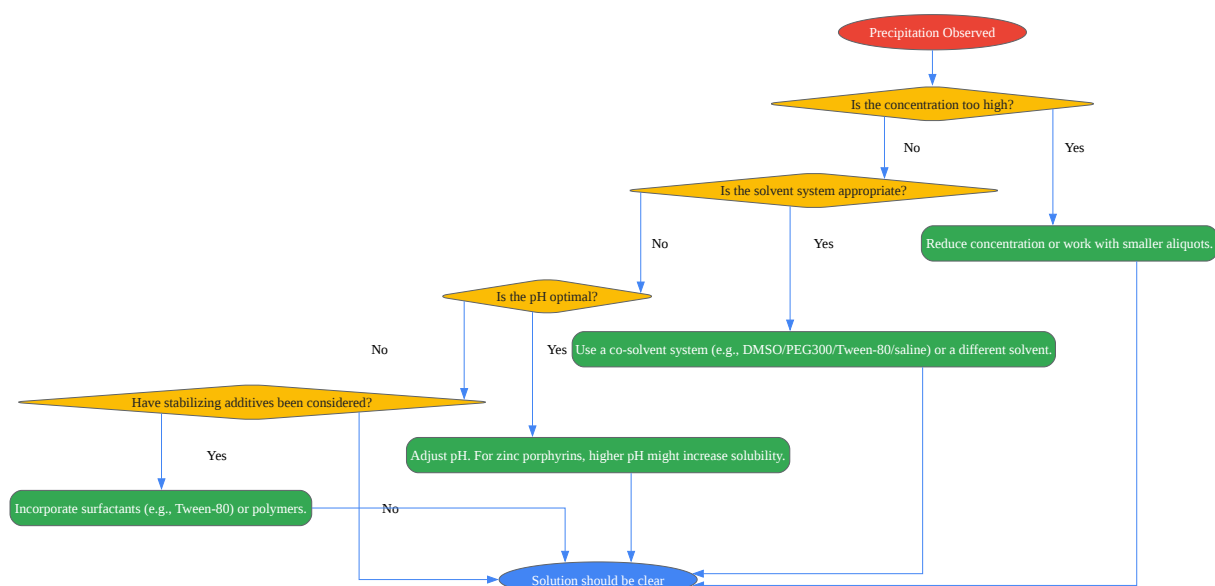 Precipitation Observed
Is the concentration too high?
No
Yes
Is the solvent system appropriate?
No
Yes
Reduce concentration or work with smaller aliquots.
Is the pH optimal?
No
Yes
Use a co-solvent system (e.g., DMSO/PEG300/Tween-80/saline) or a different solvent.
Have stabilizing additives been considered?
Yes
Adjust pH. For zinc porphyrins, higher pH might increase solubility.
Incorporate surfactants (e.g., Tween-80) or polymers.
No
Solution should be clear